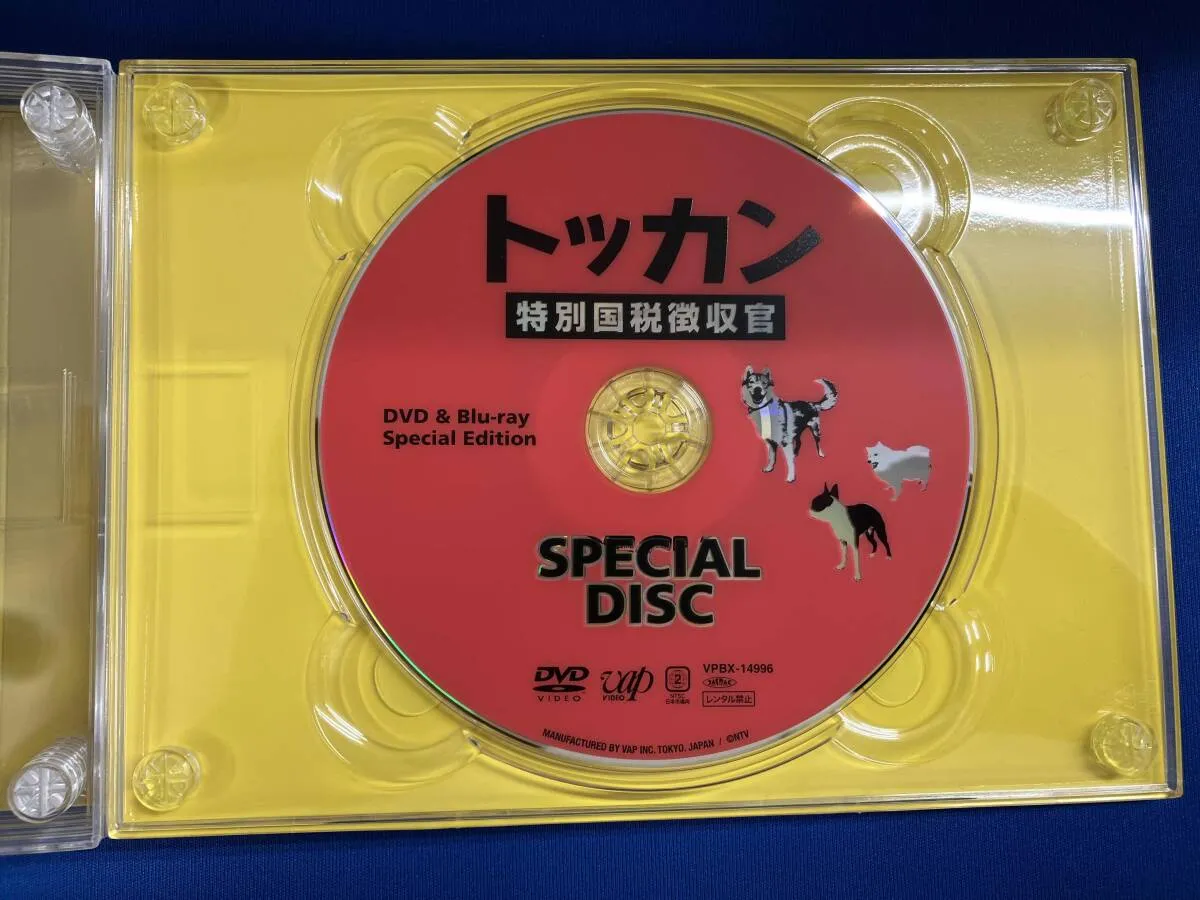 トッカン
特別国税徴収官
DVD & Blu-ray
Special Edition
SPECIAL
DISC
DVD
VIDEO
vap
VIDEO
2
NTSC
日本市場向
VPBX-14996
レンタル禁止
MANUFACTURED BY VAP INC. TOKYO. JAPAN / ©NTV